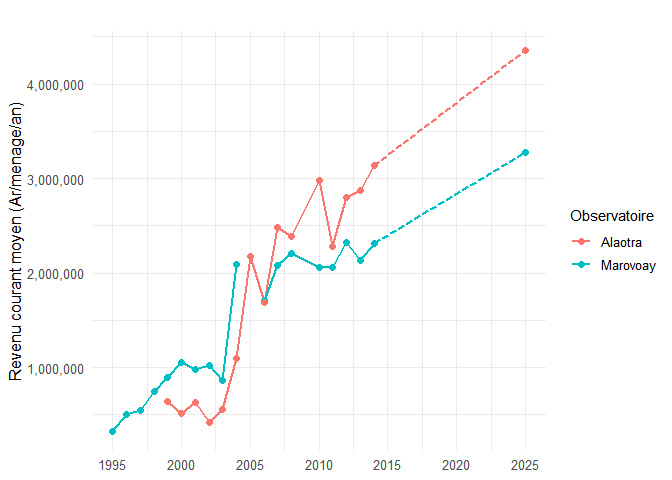 Revenu courant moyen (Ar/menage/an)
4,000,000
3,000,000
2,000,000
1,000,000
1995 2000 2005 2010 2015 2020 2025
Observatoire
Alaotra
Marovoay